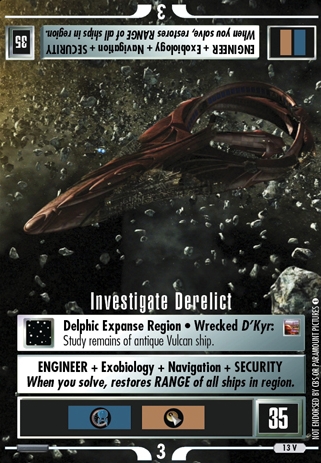 3
ENGINEER + Exobiology + Navigation + SECURITY
When you solve, restores RANGE of all ships in region.
35
Investigate Derelict
Delphic Expanse Region • Wrecked D'Kyr:
Study remains of antique Vulcan ship.
ENGINEER + Exobiology + Navigation + SECURITY
When you solve, restores RANGE of all ships in region.
35
3
13 V
NOT ENDORSED BY CBS OR PARAMOUNT PICTURES